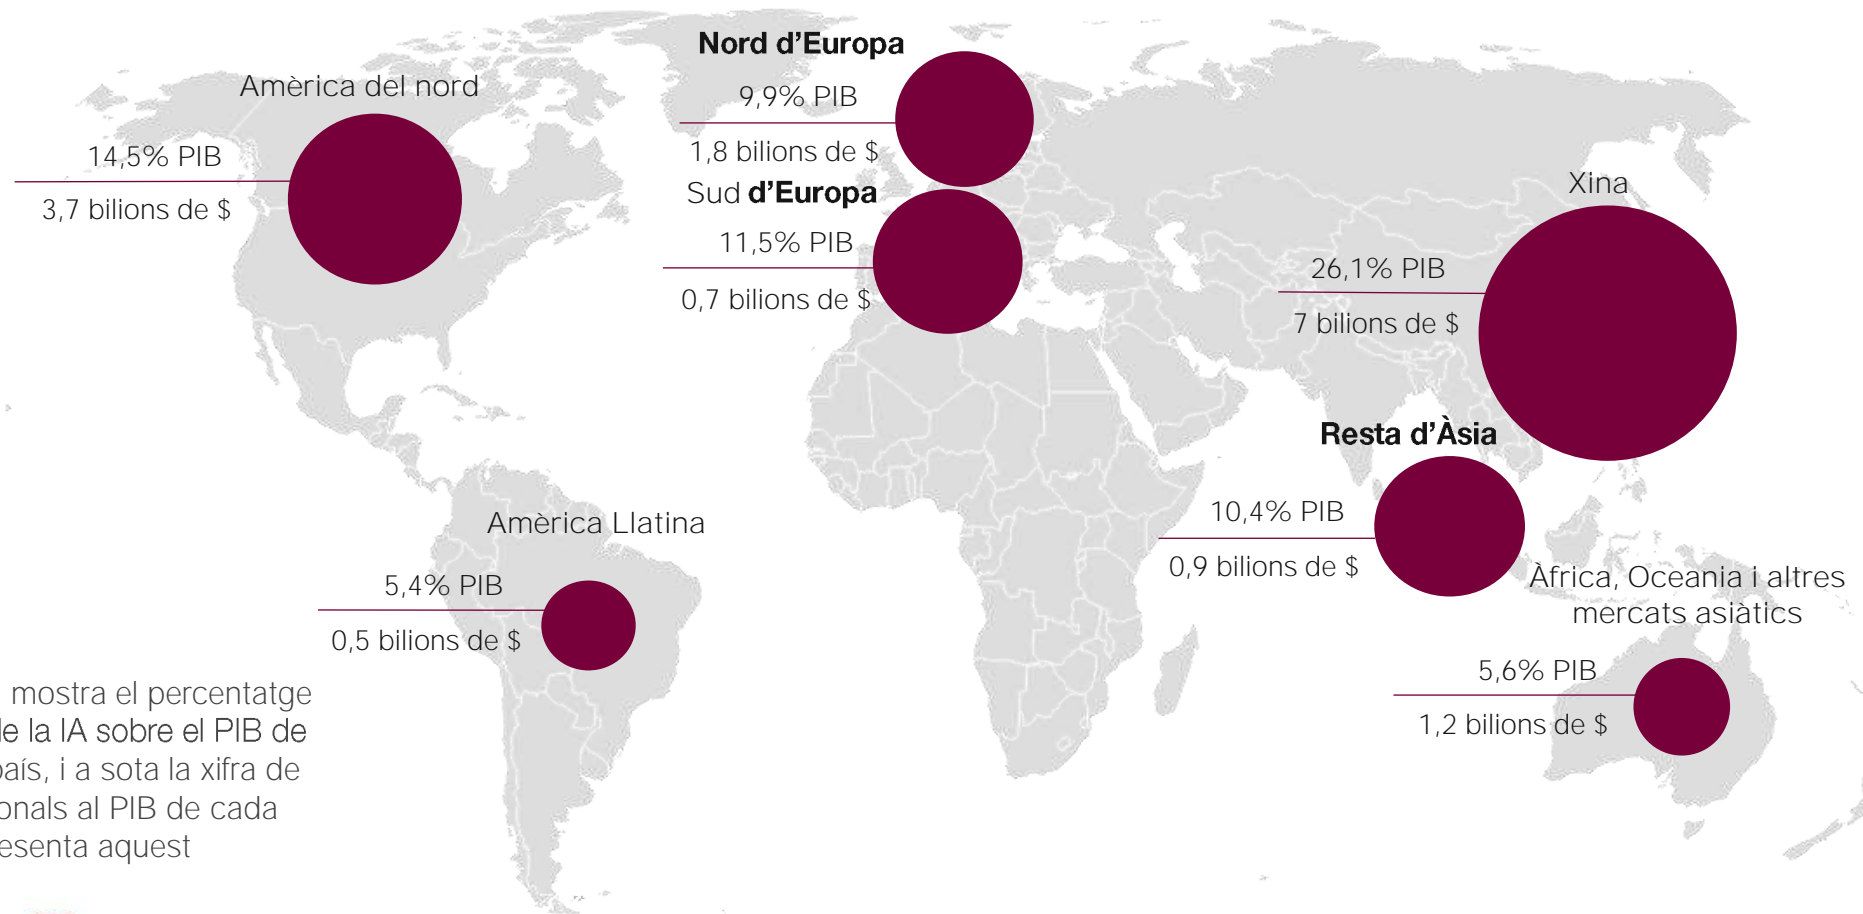 Nord d'Europa
9,9% PIB
1,8 bilions de $
Amèrica del nord
14,5% PIB
3,7 bilions de $
Sud d'Europa
11,5% PIB
0,7 bilions de $
Xina
26,1% PIB
7 bilions de $
Resta d'Àsia
10,4% PIB
0,9 bilions de $
Amèrica Llatina
5,4% PIB
0,5 bilions de $
Àfrica, Oceania i altres
mercats asiàtics
5,6% PIB
1,2 bilions de $
mostra el percentatge
de la IA sobre el PIB de
país, i a sota la xifra de
al PIB de cada
aquest